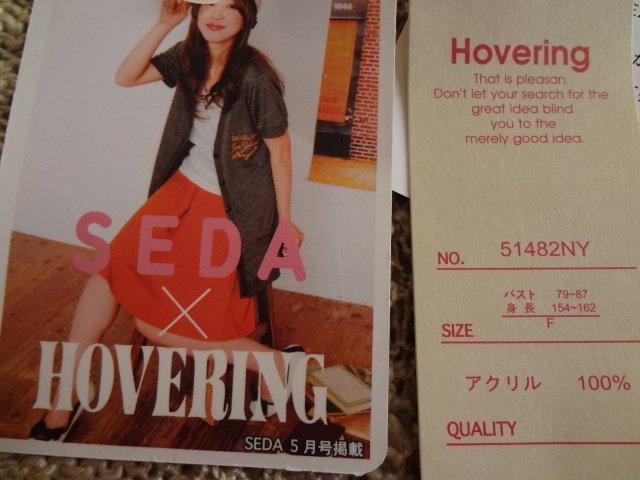 SEDA
×
HOVERING
SEDA 5月号掲載
Hovering
That is pleasan.
Don't let your search for the
great idea blind
you to the
merely good idea.
NO. 51482NY
バスト 79~87
身長 154~162
SIZE F
アクリル 100%
QUALITY